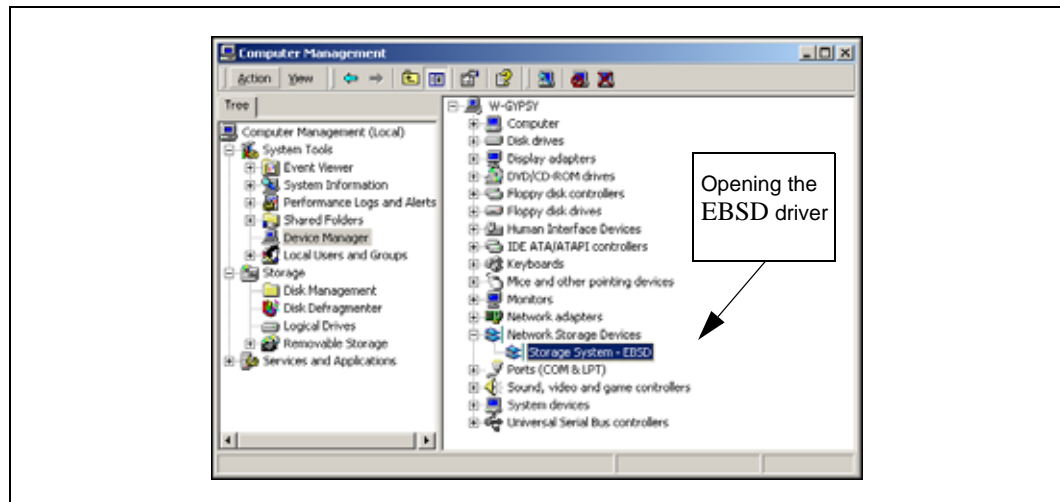 Computer Management
Action View
Tree
Computer Management (Local)
System Tools
Event Viewer
System Information
Performance Logs and Alerts
Shared Folders
Device Manager
Local Users and Groups
Storage
Disk Management
Disk Defragmenter
Logical Drives
Removable Storage
Services and Applications
W-GYPSY
Computer
Disk drives
Display adapters
DVD/CD-ROM drives
Floppy disk controllers
Floppy disk drives
Human Interface Devices
IDE ATA/ATAPI controllers
Keyboards
Mice and other pointing devices
Monitors
Network adapters
Network Storage Devices
Storage System - EBSD
Ports (COM & LPT)
Sound, video and game controllers
System devices
Universal Serial Bus controllers
Opening the
EBSD driver